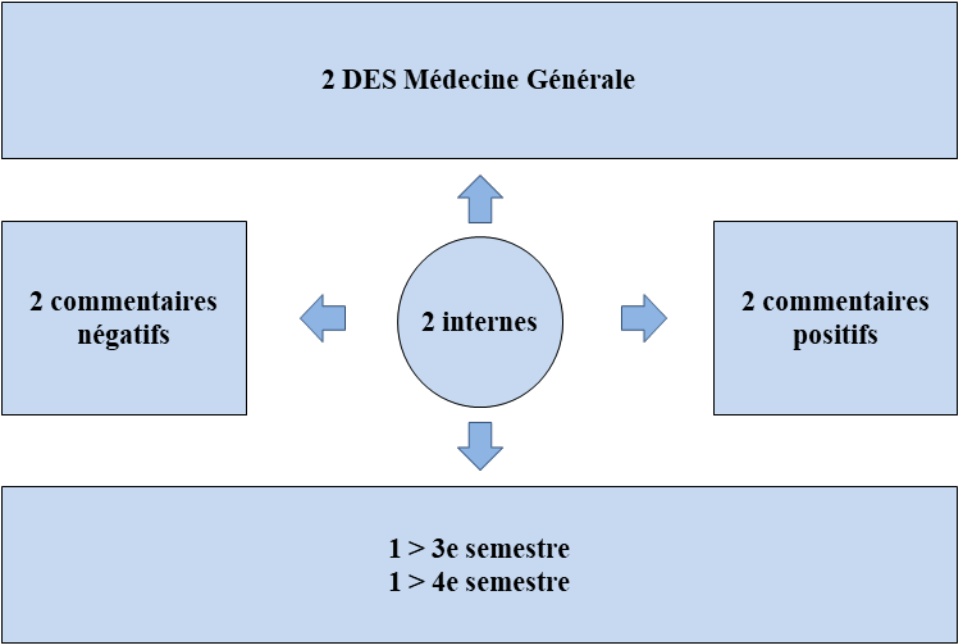 2 DES Médecine Générale
2 commentaires
négatifs
2 internes
2 commentaires
positifs
1 > 3e semestre
1 > 4e semestre